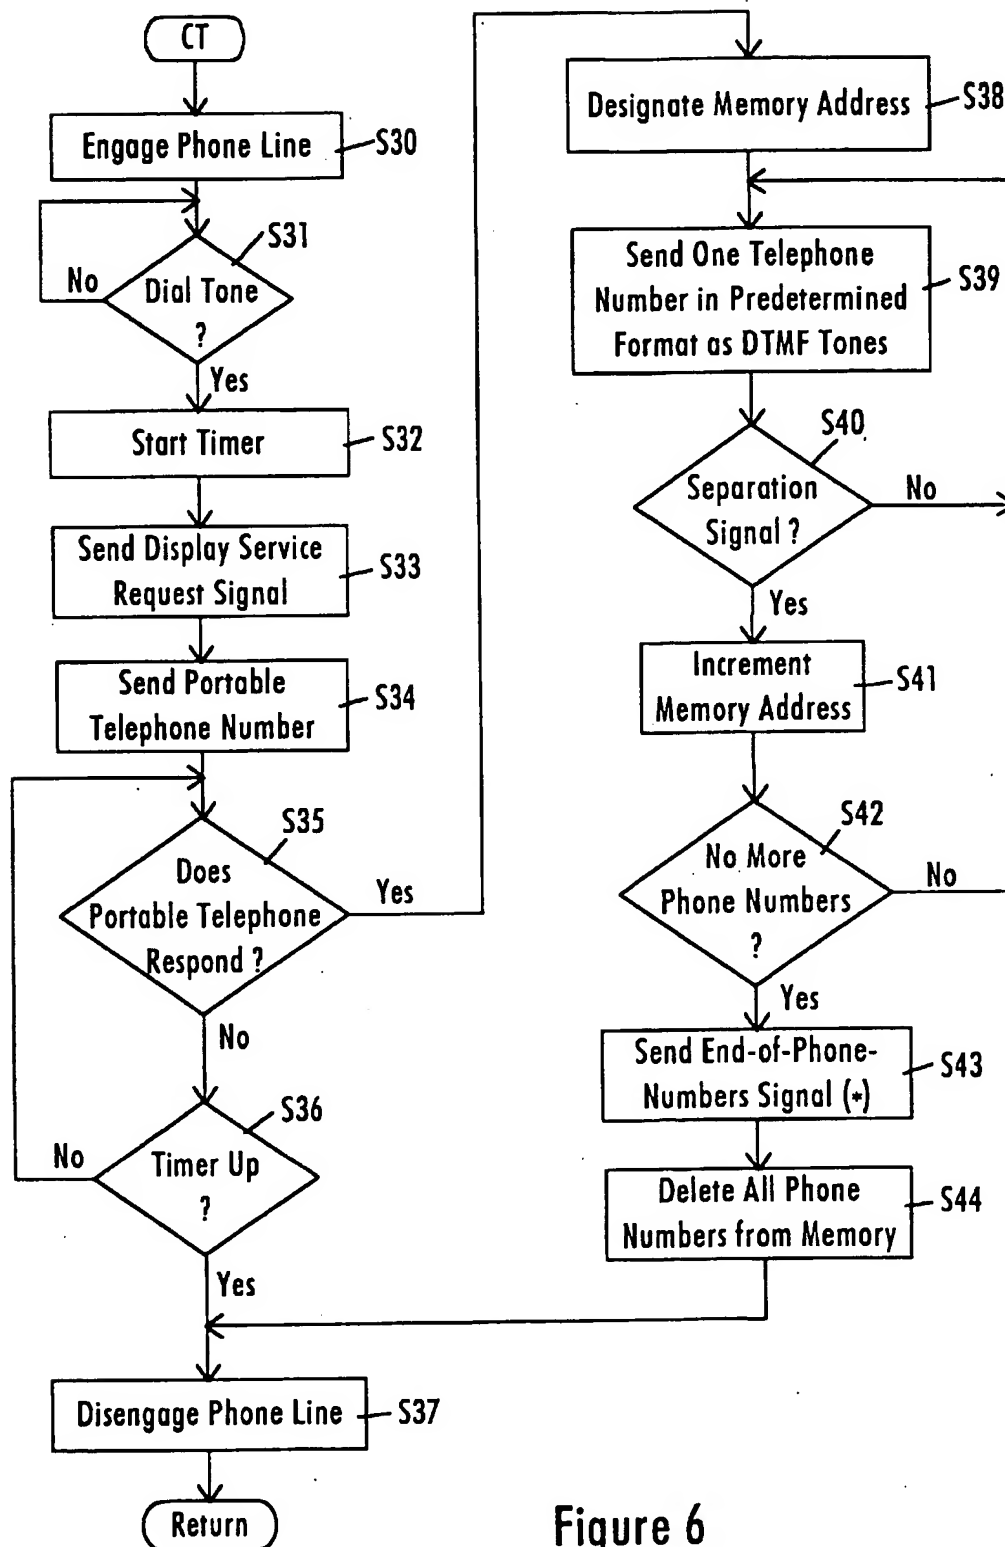 CT
Engage Phone Line
S30
S31
No
Dial Tone
?
Yes
Start Timer
S32
Send Display Service
Request Signal
S33
Send Portable
Telephone Number
S34
S35
Does
Portable Telephone
Respond ?
Yes
No
S36
No
Timer Up
?
Yes
Disengage Phone Line
S37
Return
Designate Memory Address
S38
Send One Telephone
Number in Predetermined
Format as DTMF Tones
S39
S40
Separation
Signal ?
No
Yes
Increment
Memory Address
S41
S42
No More
Phone Numbers
?
No
Yes
Send End-of-Phone-
Numbers Signal (*)
S43
Delete All Phone
Numbers from Memory
S44
Figure 6